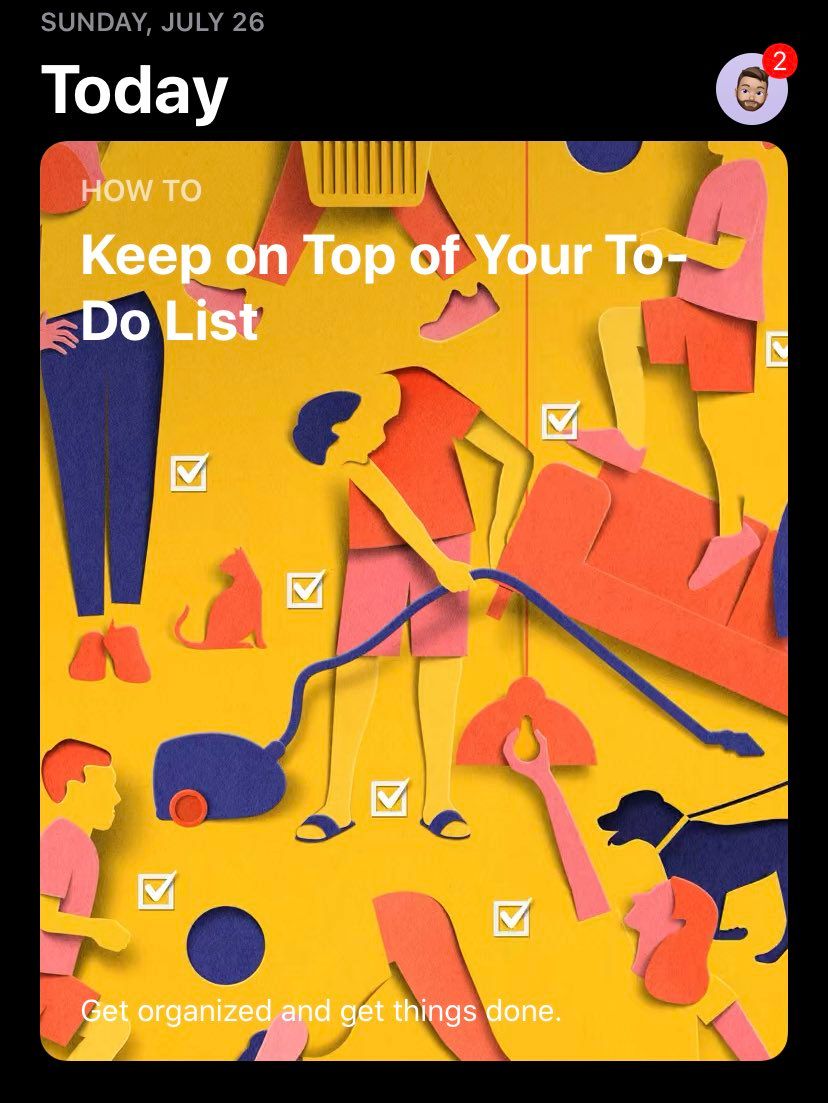 SUNDAY, JULY 26
Today
2
HOW TO
Keep on Top of Your To-
Do List
Get organized and get things done.